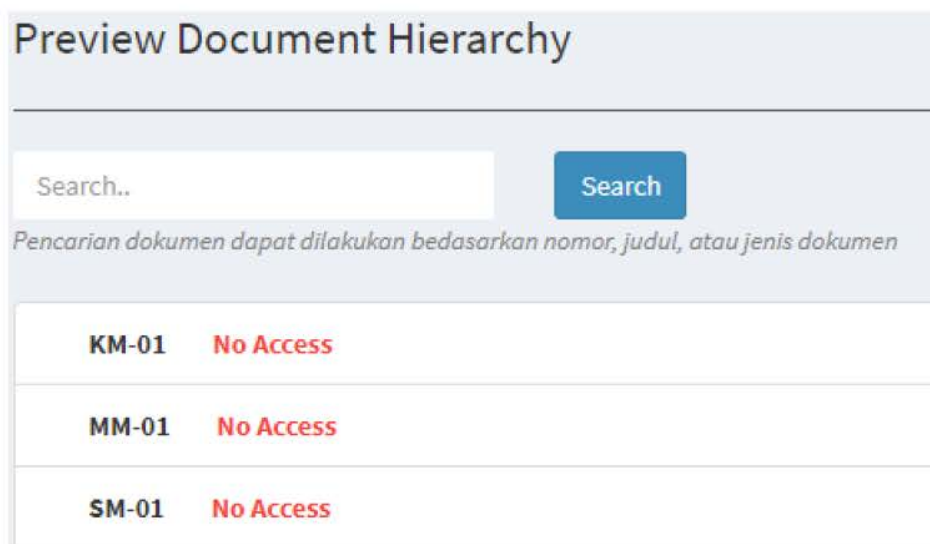 Preview Document Hierarchy
Search..
Search
Pencarian dokumen dapat dilakukan bedasarkan nomor, judul, atau jenis dokumen
KM-01 No Access
MM-01 No Access
SM-01 No Access